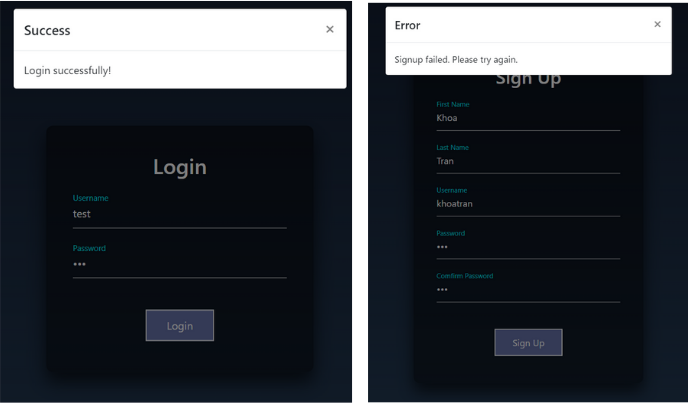 Success
×
Login successfully!
Login
Username
test
Password
•••
Login
Error
×
Signup failed. Please try again.
Sign Up
First Name
Khoa
Last Name
Tran
Username
khoatran
Password
•••
Comfirm Password
•••
Sign Up